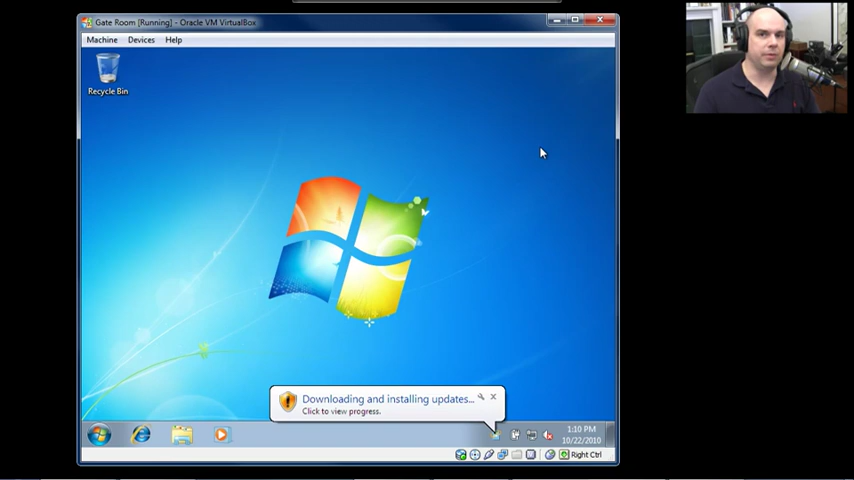 Gate Room [Running] - Oracle VM VirtualBox
Machine Devices Help
Recycle Bin
Downloading and installing updates...
Click to view progress.
1:10 PM
10/22/2010
Right Ctrl